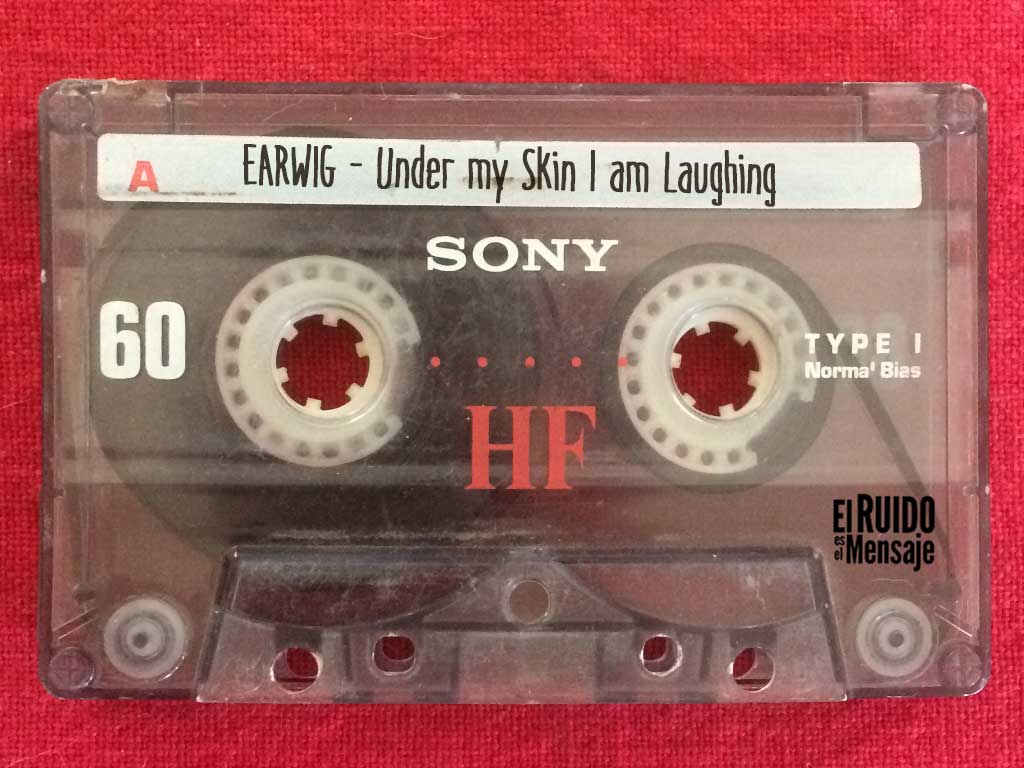 A EARWIG - Under my Skin I am Laughing
SONY
60
TYPE I
Normal Bias
HF
El RUIDO
es el Mensaje